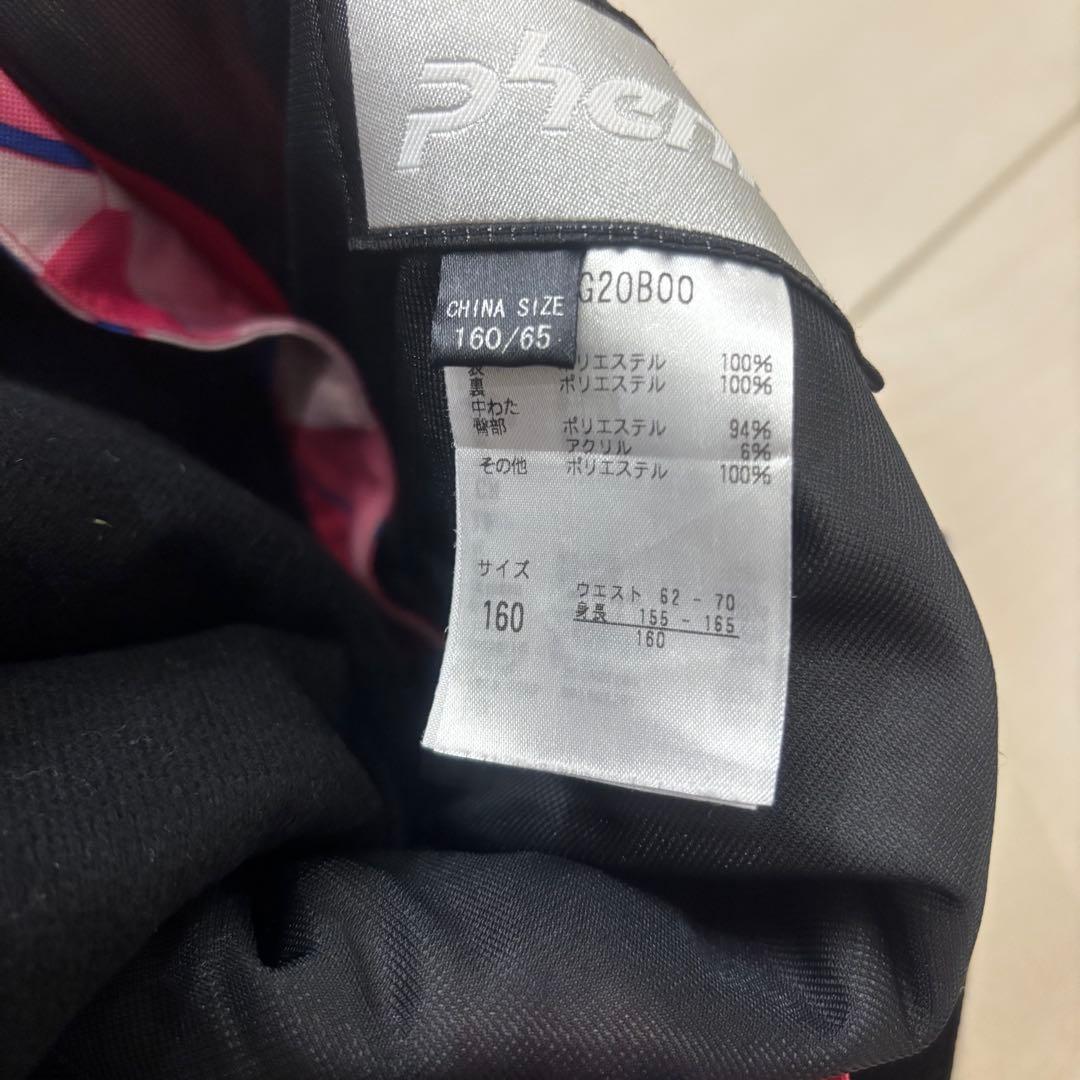 phen
CHINA SIZE
160/65
G20B00
表 ポリエステル 100%
裏 ポリエステル 100%
中わた
臀部 ポリエステル 94%
アクリル 6%
その他 ポリエステル 100%
サイズ
160
ウエスト 62 - 70
身長 155 - 165
160